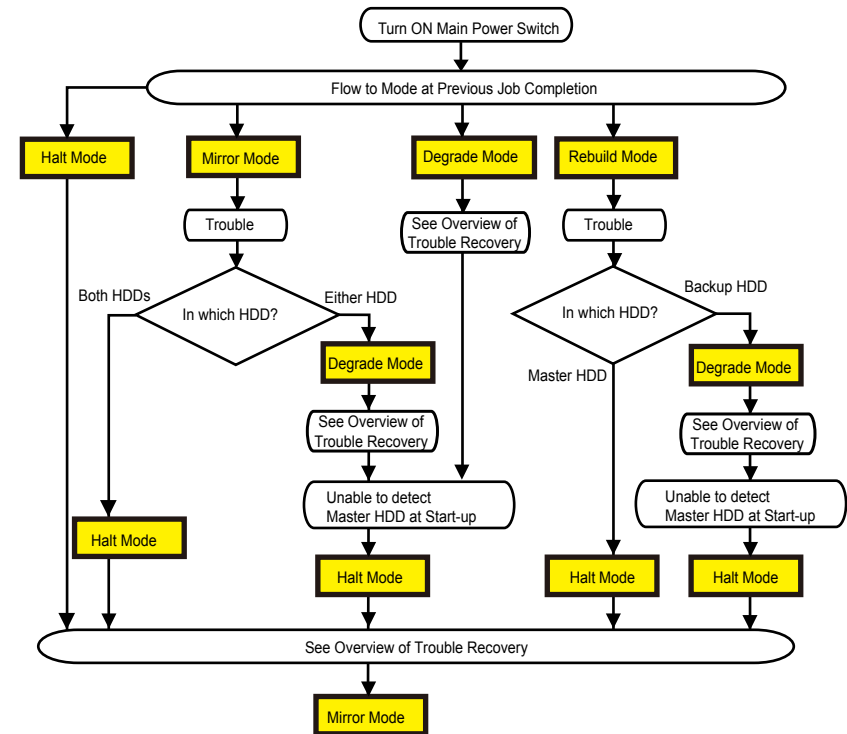 Turn ON Main Power Switch
Flow to Mode at Previous Job Completion
Halt Mode
Mirror Mode
Degrade Mode
Rebuild Mode
Trouble
See Overview of
Trouble Recovery
Trouble
Both HDDs
In which HDD?
Either HDD
In which HDD?
Backup HDD
Master HDD
Degrade Mode
Degrade Mode
See Overview of
Trouble Recovery
See Overview of
Trouble Recovery
Unable to detect
Master HDD at Start-up
Unable to detect
Master HDD at Start-up
Halt Mode
Halt Mode
Halt Mode
Halt Mode
See Overview of Trouble Recovery
Mirror Mode